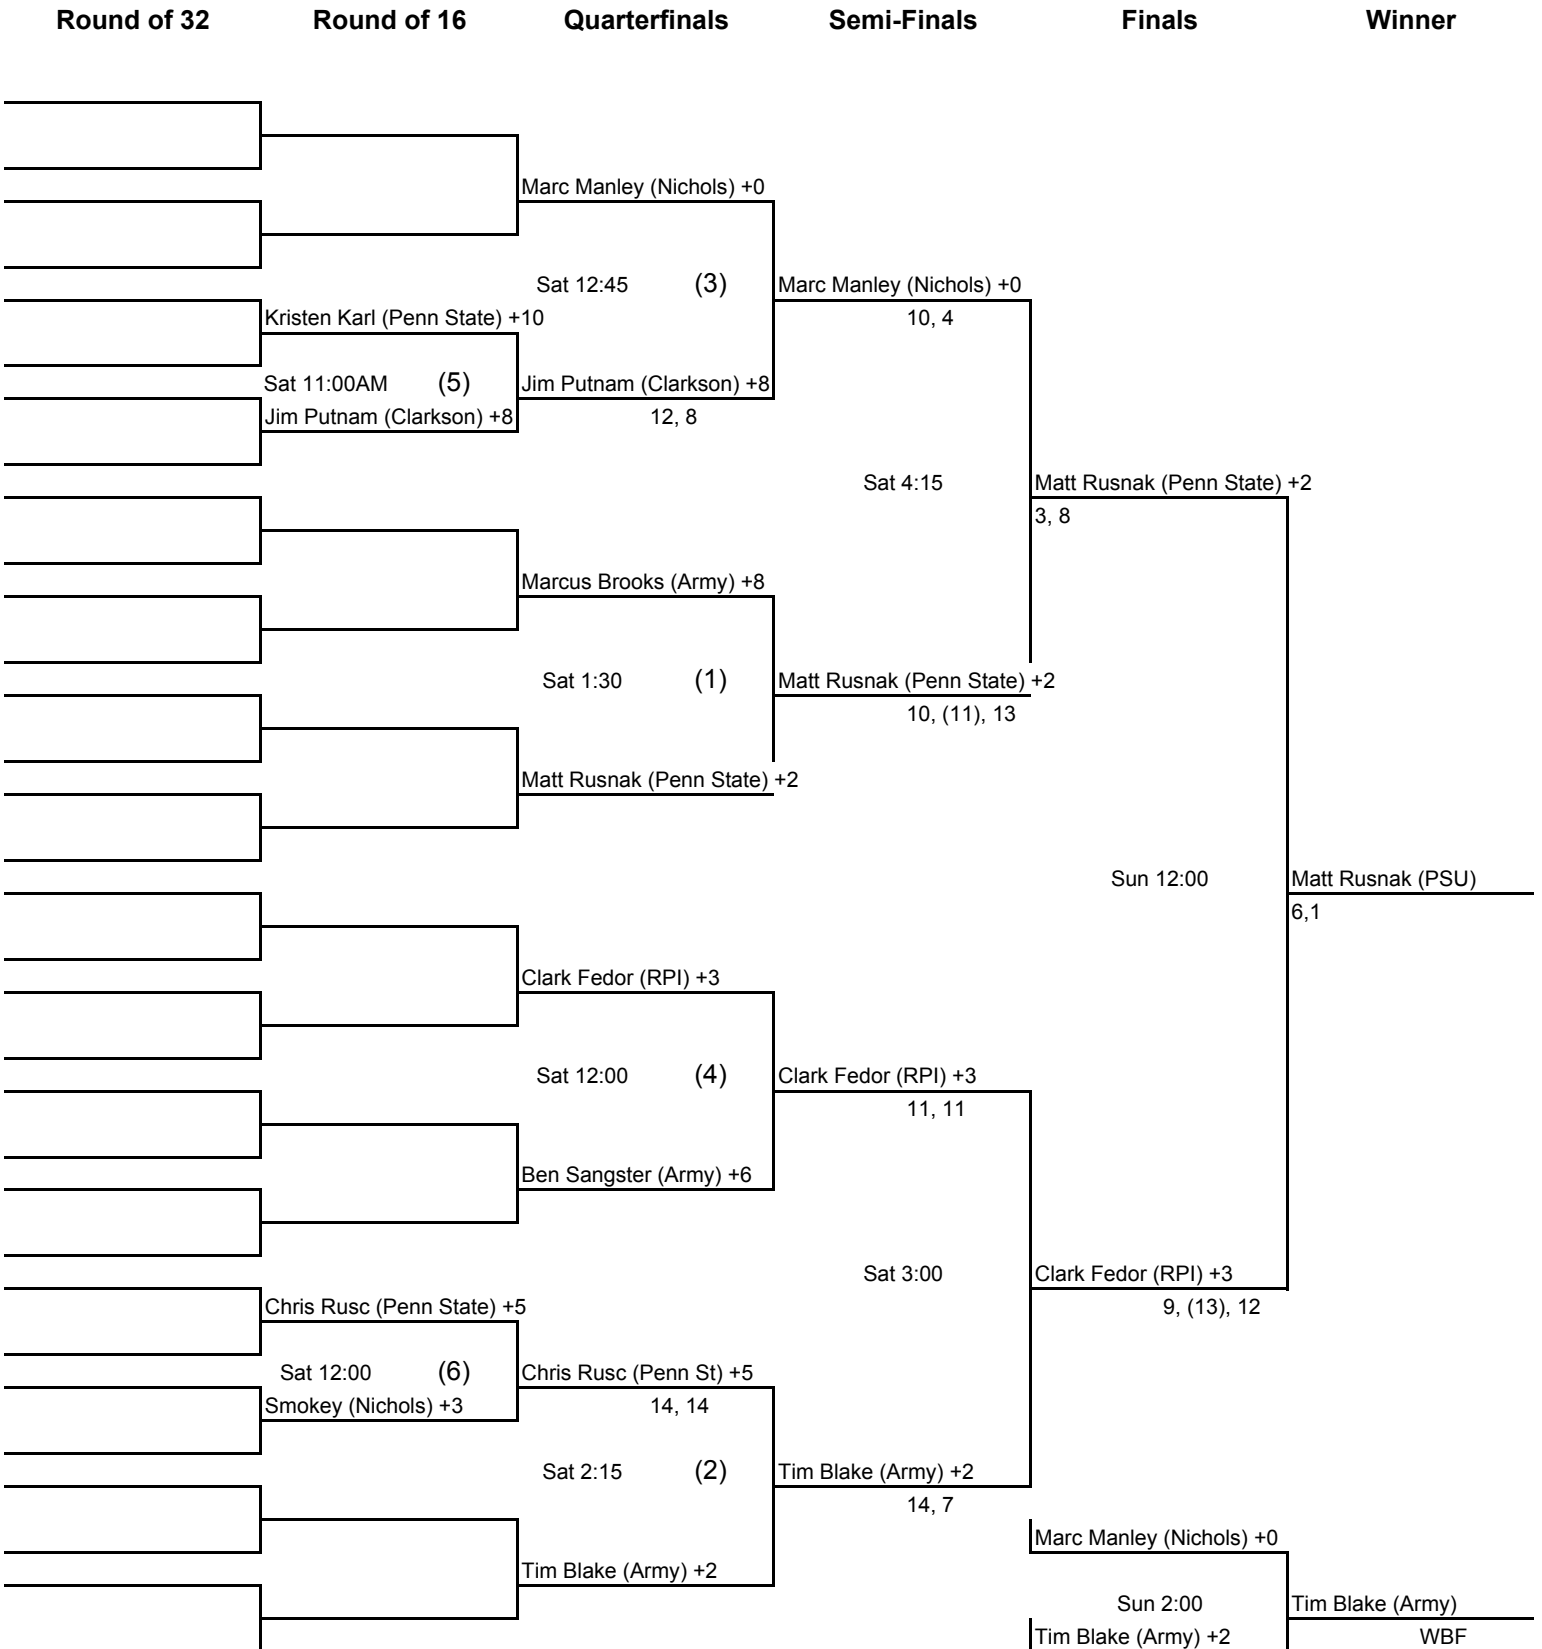 Round of 32 Round of 16 Quarterfinals Semi-Finals Finals Winner
Marc Manley (Nichols) +0
Sat 12:45 (3) Marc Manley (Nichols) +0
Kristen Karl (Penn State) +10 10, 4
Sat 11:00AM (5) Jim Putnam (Clarkson) +8
Jim Putnam (Clarkson) +8 12, 8
Sat 4:15 Matt Rusnak (Penn State) +2
3, 8
Marcus Brooks (Army) +8
Sat 1:30 (1) Matt Rusnak (Penn State) +2
10, (11), 13
Matt Rusnak (Penn State) +2
Sun 12:00 Matt Rusnak (PSU)
6,1
Clark Fedor (RPI) +3
Sat 12:00 (4) Clark Fedor (RPI) +3
11, 11
Ben Sangster (Army) +6
Sat 3:00 Clark Fedor (RPI) +3
Chris Rusc (Penn State) +5 9, (13), 12
Sat 12:00 (6) Chris Rusc (Penn St) +5
Smokey (Nichols) +3 14, 14
Sat 2:15 (2) Tim Blake (Army) +2
14, 7
Marc Manley (Nichols) +0
Tim Blake (Army) +2
Sun 2:00 Tim Blake (Army)
Tim Blake (Army) +2 WBF